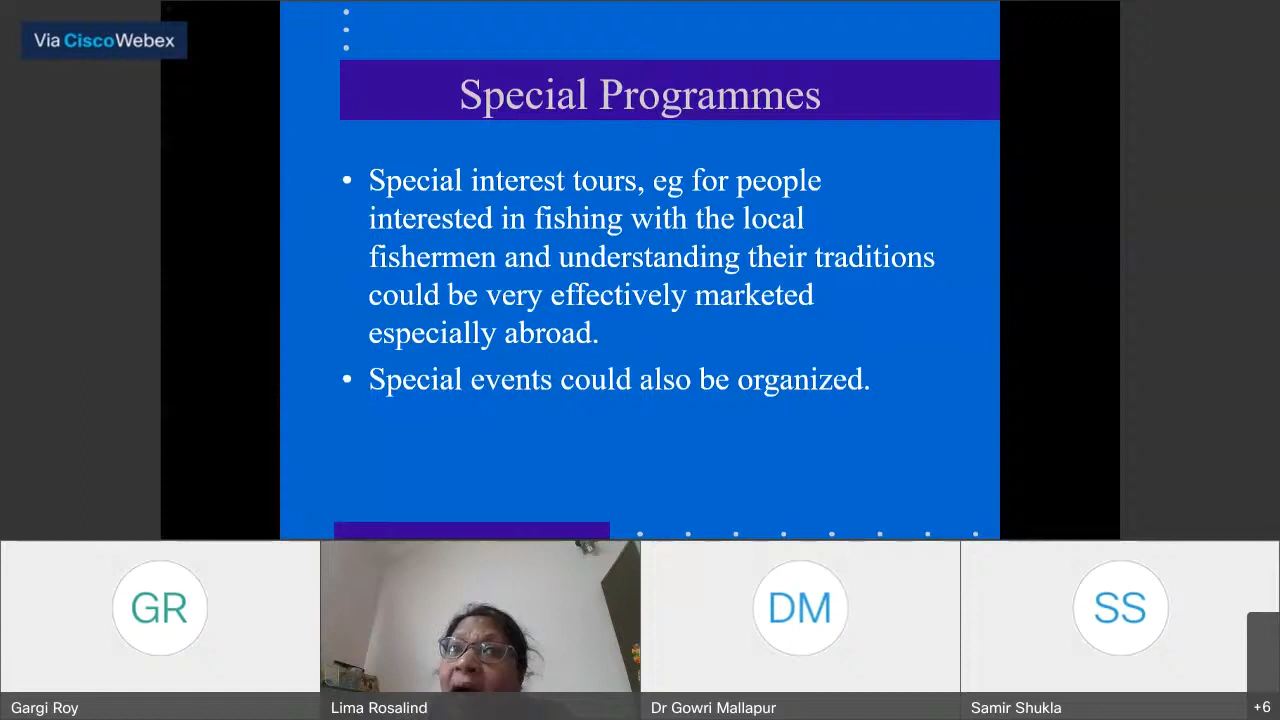 Via CiscoWebex
Special Programmes
• Special interest tours, eg for people
interested in fishing with the local
fishermen and understanding their traditions
could be very effectively marketed
especially abroad.
• Special events could also be organized.
GR
DM
SS
Gargi Roy
Lima Rosalind
Dr Gowri Mallapur
Samir Shukla
+6